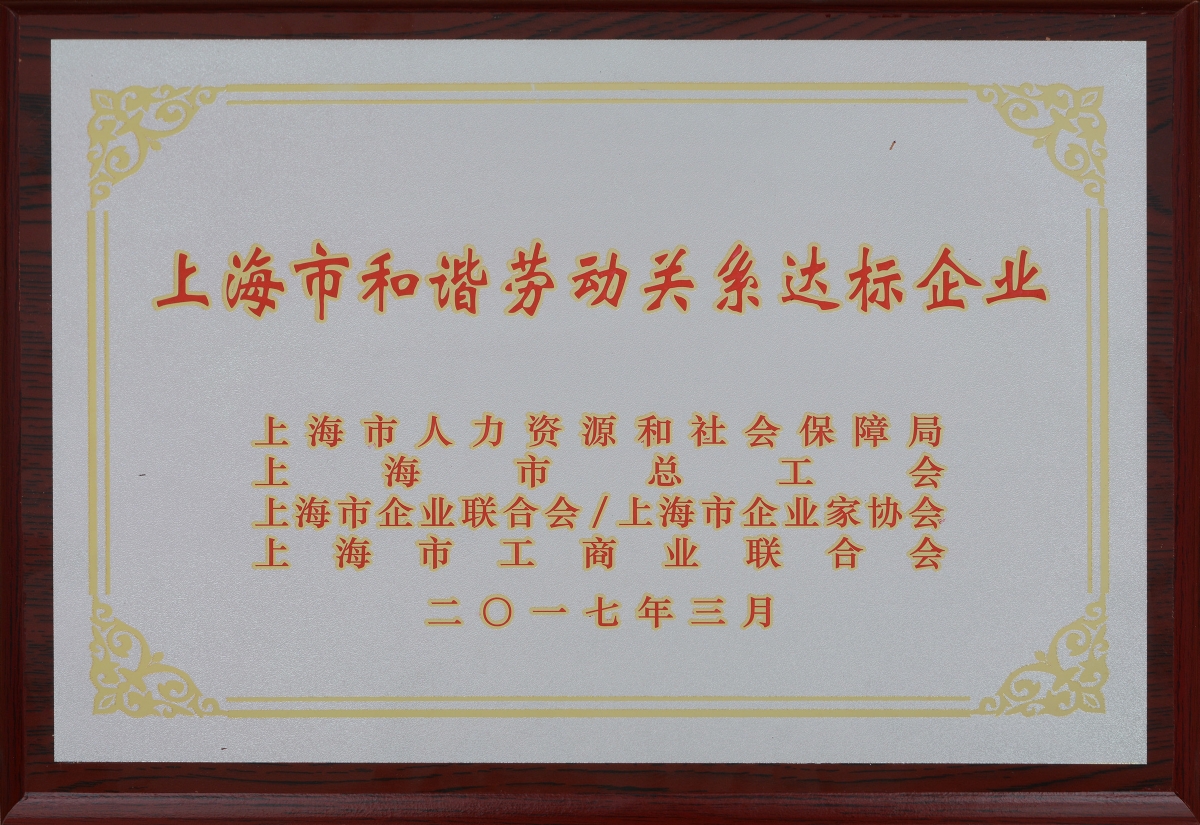 上海市和谐劳动关系达标企业
上海市人力资源和社会保障局
上海市总工会
上海市企业联合会/上海市企业家协会
上海市工商业联合会
二〇一七年三月